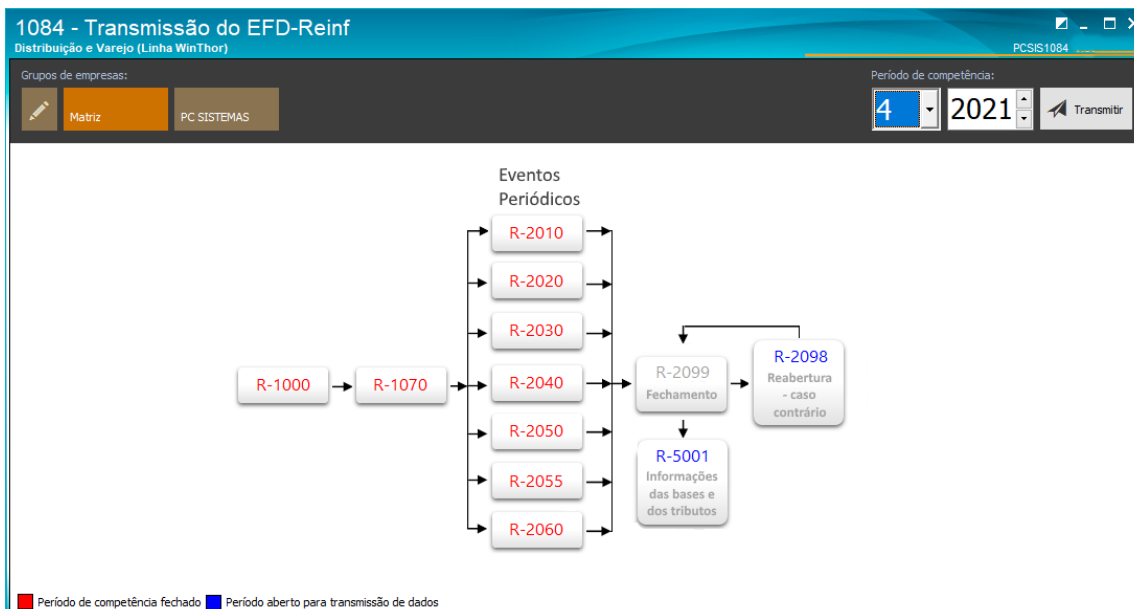 1084 - Transmissão do EFD-Reinf
Distribuição e Varejo (Linha WinThor)
PCSIS1084
Grupos de empresas:
Matriz
PC SISTEMAS
Período de competência:
4
2021
Transmitir
Eventos
Periódicos
R-2010
R-2020
R-2030
R-1000
R-1070
R-2040
R-2050
R-2055
R-2060
R-2099
Fechamento
R-2098
Reabertura
- caso
contrário
R-5001
Informações
das bases e
dos tributos
Período de competência fechado
Período aberto para transmissão de dados